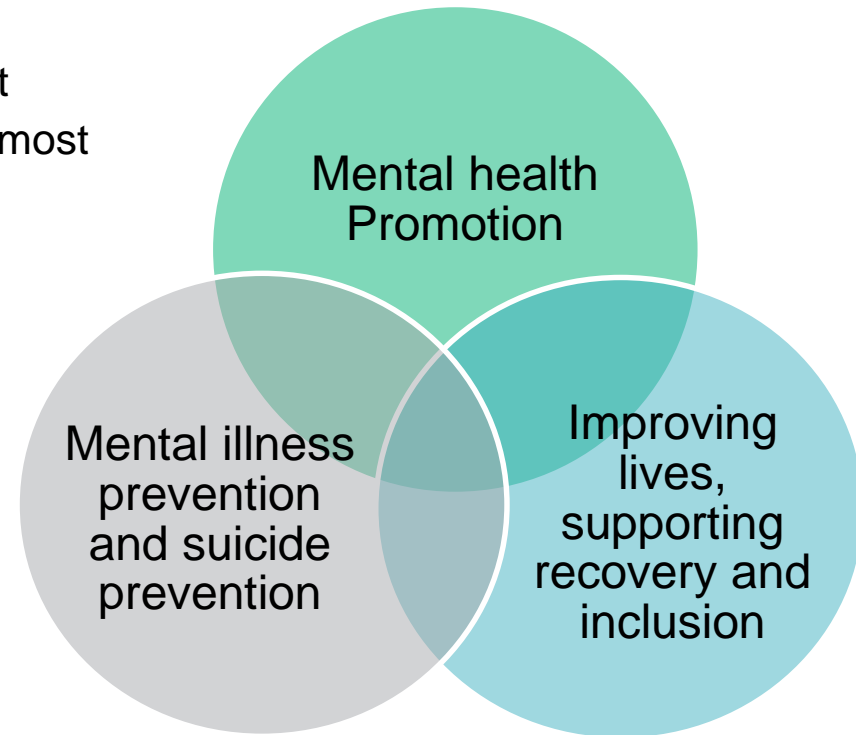 t
most
Mental health
Promotion
Mental illness
prevention
and suicide
prevention
Improving
lives,
supporting
recovery and
inclusion